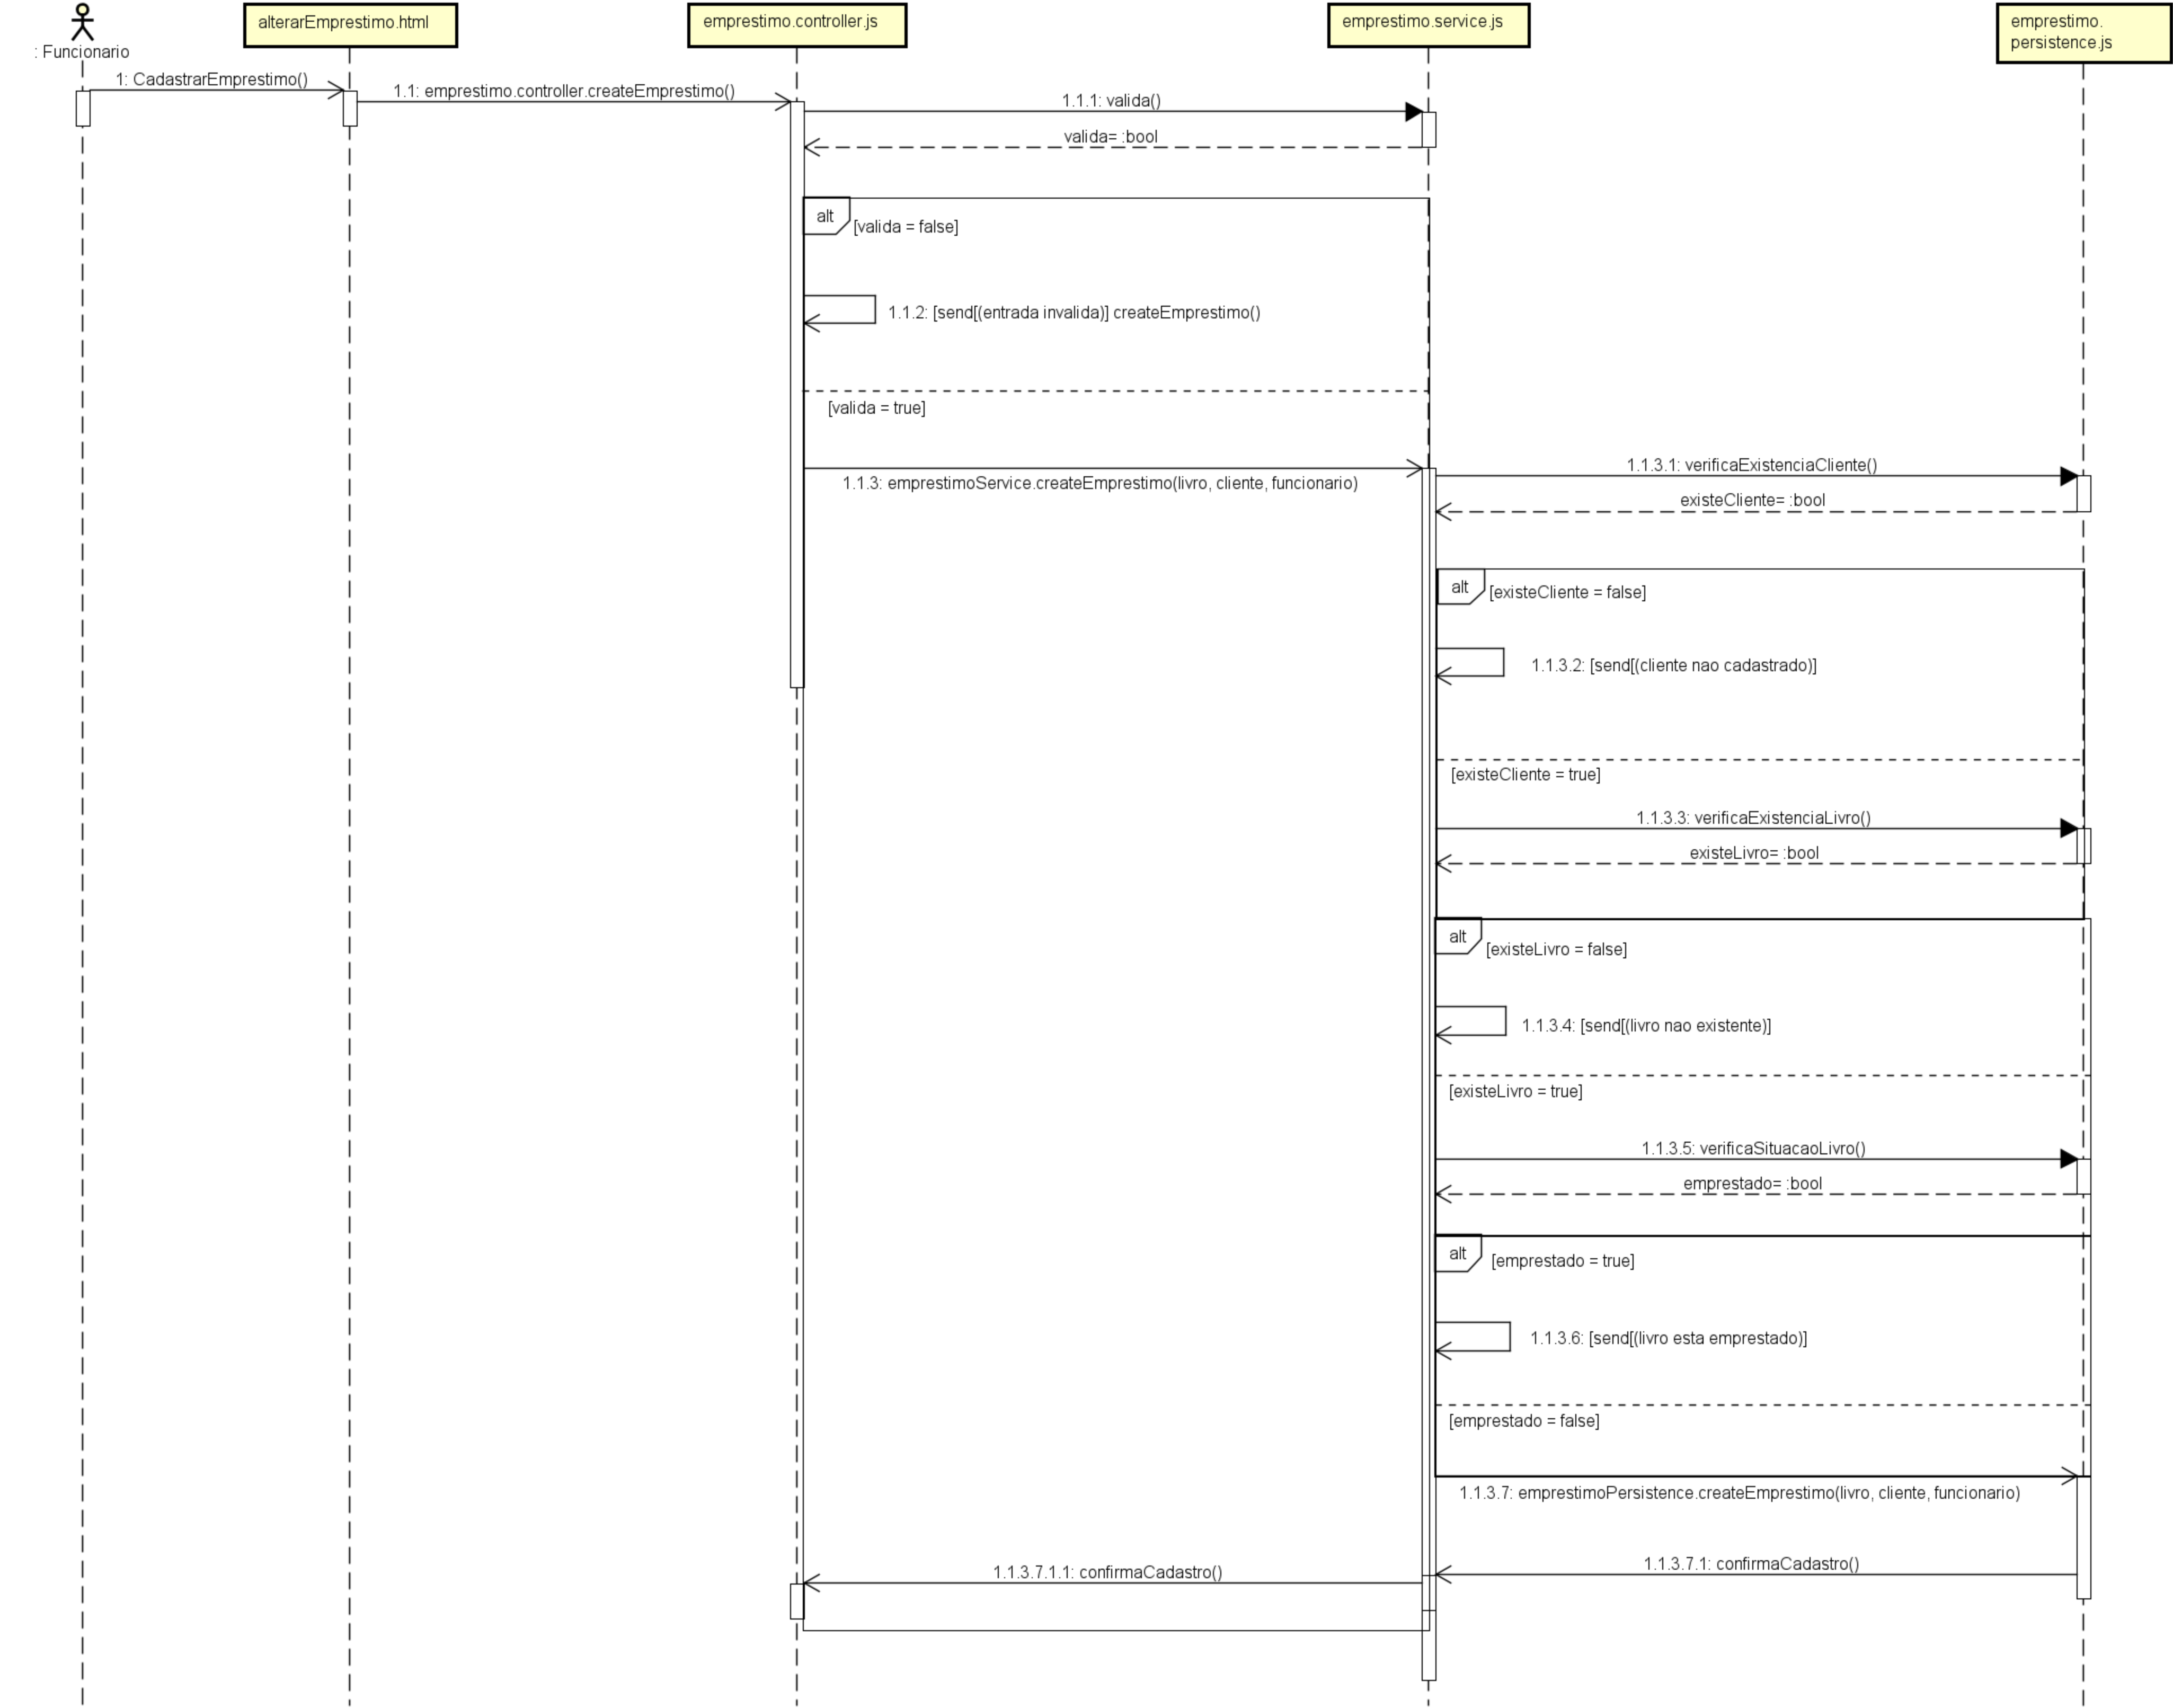 : Funcionario
alterarEmprestimo.html
emprestimo.controller.js
emprestimo.service.js
emprestimo.
persistence.js
1: CadastrarEmprestimo()
1.1: emprestimo.controller.createEmprestimo()
1.1.1: valida()
valida= :bool
alt
[valida = false]
1.1.2: [send[(entrada invalida)] createEmprestimo()
[valida = true]
1.1.3: emprestimoService.createEmprestimo(livro, cliente, funcionario)
1.1.3.1: verificaExistenciaCliente()
existeCliente= :bool
alt
[existeCliente = false]
1.1.3.2: [send[(cliente nao cadastrado)]
[existeCliente = true]
1.1.3.3: verificaExistenciaLivro()
existeLivro= :bool
alt
[existeLivro = false]
1.1.3.4: [send[(livro nao existente)]
[existeLivro = true]
1.1.3.5: verificaSituacaoLivro()
emprestado= :bool
alt
[emprestado = true]
1.1.3.6: [send[(livro esta emprestado)]
[emprestado = false]
1.1.3.7: emprestimoPersistence.createEmprestimo(livro, cliente, funcionario)
1.1.3.7.1: confirmaCadastro()
1.1.3.7.1.1: confirmaCadastro()